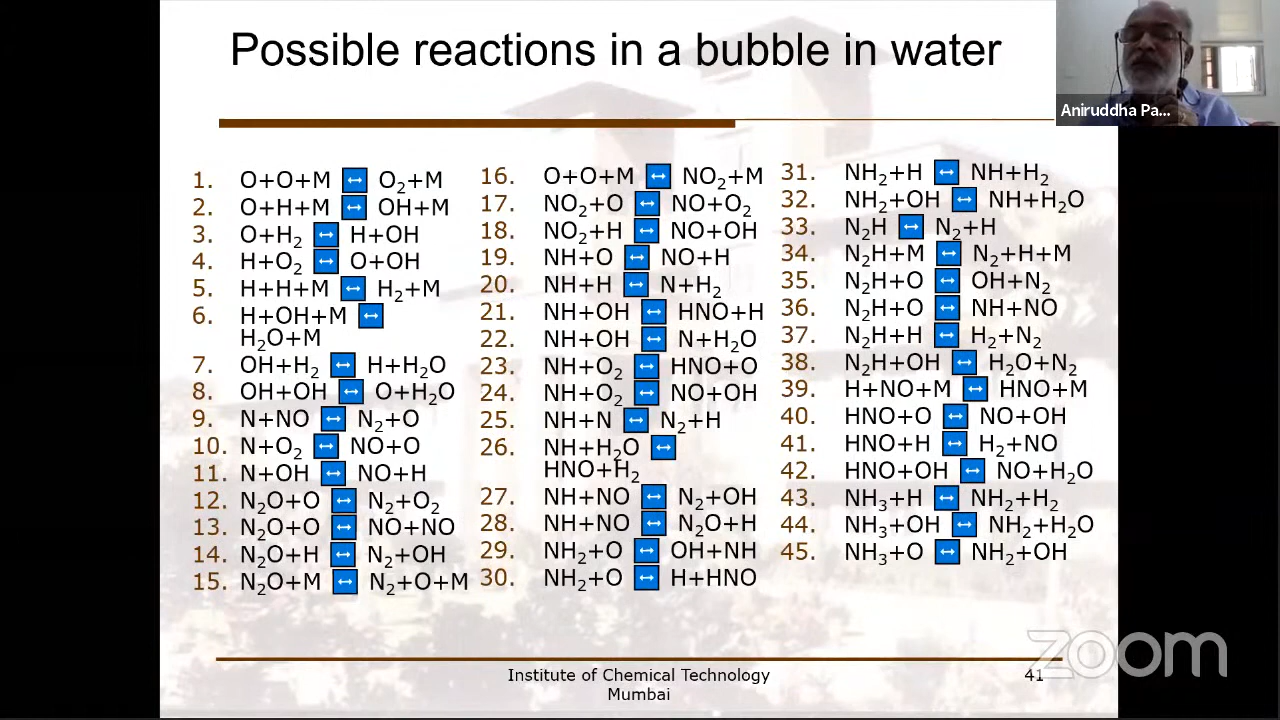 Possible reactions in a bubble in water
Aniruddha Pa...
1. O+O+M ↔ O₂+M
2. O+H+M ↔ OH+M
3. O+H₂ ↔ H+OH
4. H+O₂ ↔ O+OH
5. H+H+M ↔ H₂+M
6. H+OH+M ↔
H₂O+M
7. OH+H₂ ↔ H+H₂O
8. OH+OH ↔ O+H₂O
9. N+NO ↔ N₂+O
10. N+O₂ ↔ NO+O
11. N+OH ↔ NO+H
12. N₂O+O ↔ N₂+O₂
13. N₂O+O ↔ NO+NO
14. N₂O+H ↔ N₂+OH
15. N₂O+M ↔ N₂+O+M
16. O+O+M ↔ NO₂+M
17. NO₂+O ↔ NO+O₂
18. NO₂+H ↔ NO+OH
19. NH+O ↔ NO+H
20. NH+H ↔ N+H₂
21. NH+OH ↔ HNO+H
22. NH+OH ↔ N+H₂O
23. NH+O₂ ↔ HNO+O
24. NH+O₂ ↔ NO+OH
25. NH+N ↔ N₂+H
26. NH+H₂O ↔
HNO+H₂
27. NH+NO ↔ N₂+OH
28. NH+NO ↔ N₂O+H
29. NH₂+O ↔ OH+NH
30. NH₂+O ↔ H+HNO
31. NH₂+H ↔ NH+H₂
32. NH₂+OH ↔ NH+H₂O
33. N₂H ↔ N₂+H
34. N₂H+M ↔ N₂+H+M
35. N₂H+O ↔ OH+N₂
36. N₂H+O ↔ NH+NO
37. N₂H+H ↔ H₂+N₂
38. N₂H+OH ↔ H₂O+N₂
39. H+NO+M ↔ HNO+M
40. HNO+O ↔ NO+OH
41. HNO+H ↔ H₂+NO
42. HNO+OH ↔ NO+H₂O
43. NH₃+H ↔ NH₂+H₂
44. NH₃+OH ↔ NH₂+H₂O
45. NH₃+O ↔ NH₂+OH
Institute of Chemical Technology
Mumbai
41
zoom